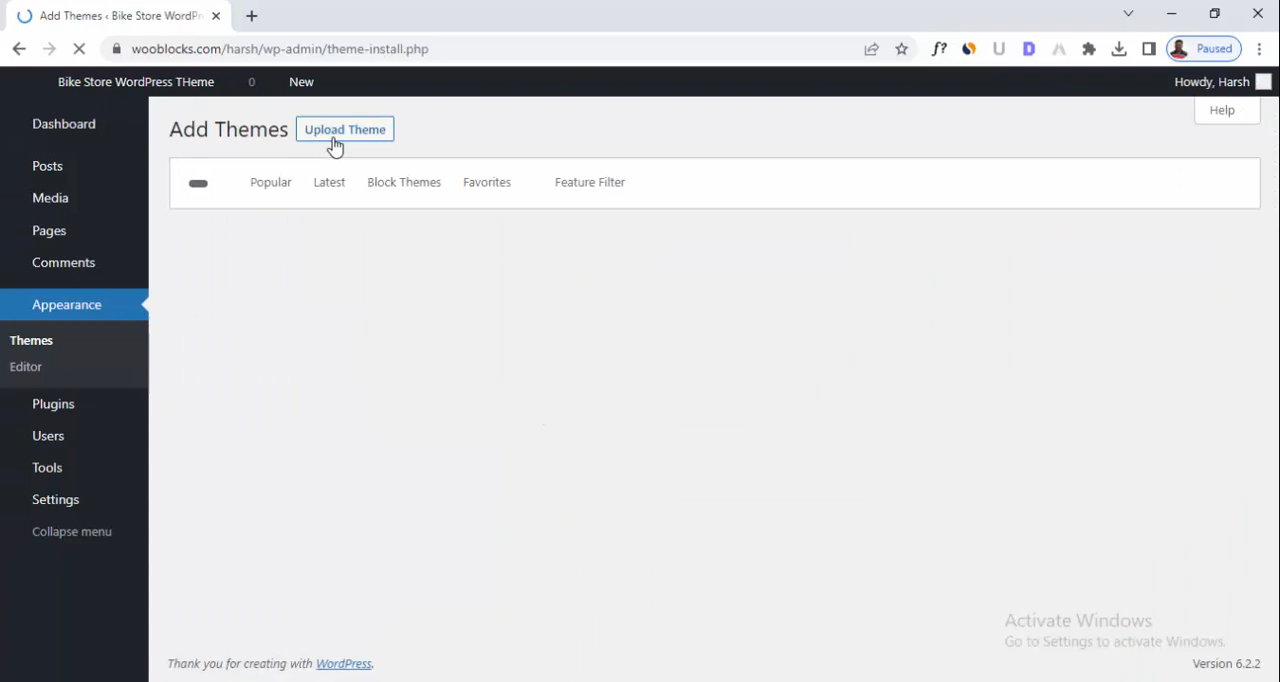 Add Themes ‹ Bike Store WordPr
wooblocks.com/harsh/wp-admin/theme-install.php
f?
U
D
Paused
Bike Store WordPress THeme
0
New
Howdy, Harsh
Dashboard
Posts
Media
Pages
Comments
Appearance
Themes
Editor
Plugins
Users
Tools
Settings
Collapse menu
Add Themes
Upload Theme
Help
Popular
Latest
Block Themes
Favorites
Feature Filter
Activate Windows
Go to Settings to activate Windows.
Thank you for creating with WordPress.
Version 6.2.2